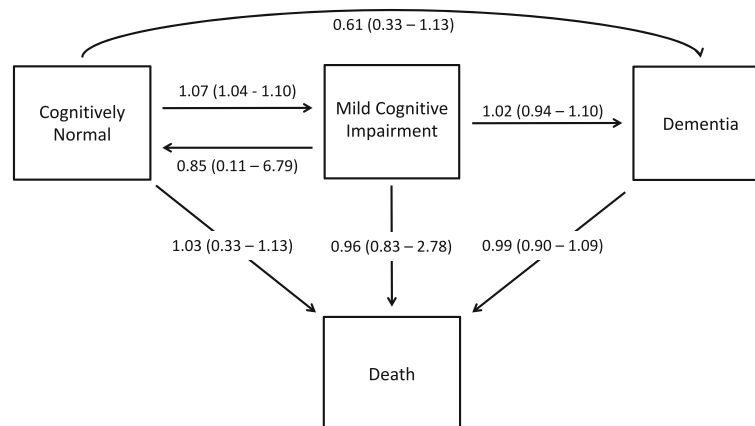 0.61 (0.33 – 1.13)
Cognitively
Normal
1.07 (1.04 - 1.10)
0.85 (0.11 – 6.79)
Mild Cognitive
Impairment
1.02 (0.94 – 1.10)
Dementia
1.03 (0.33 – 1.13)
0.96 (0.83 – 2.78)
0.99 (0.90 – 1.09)
Death